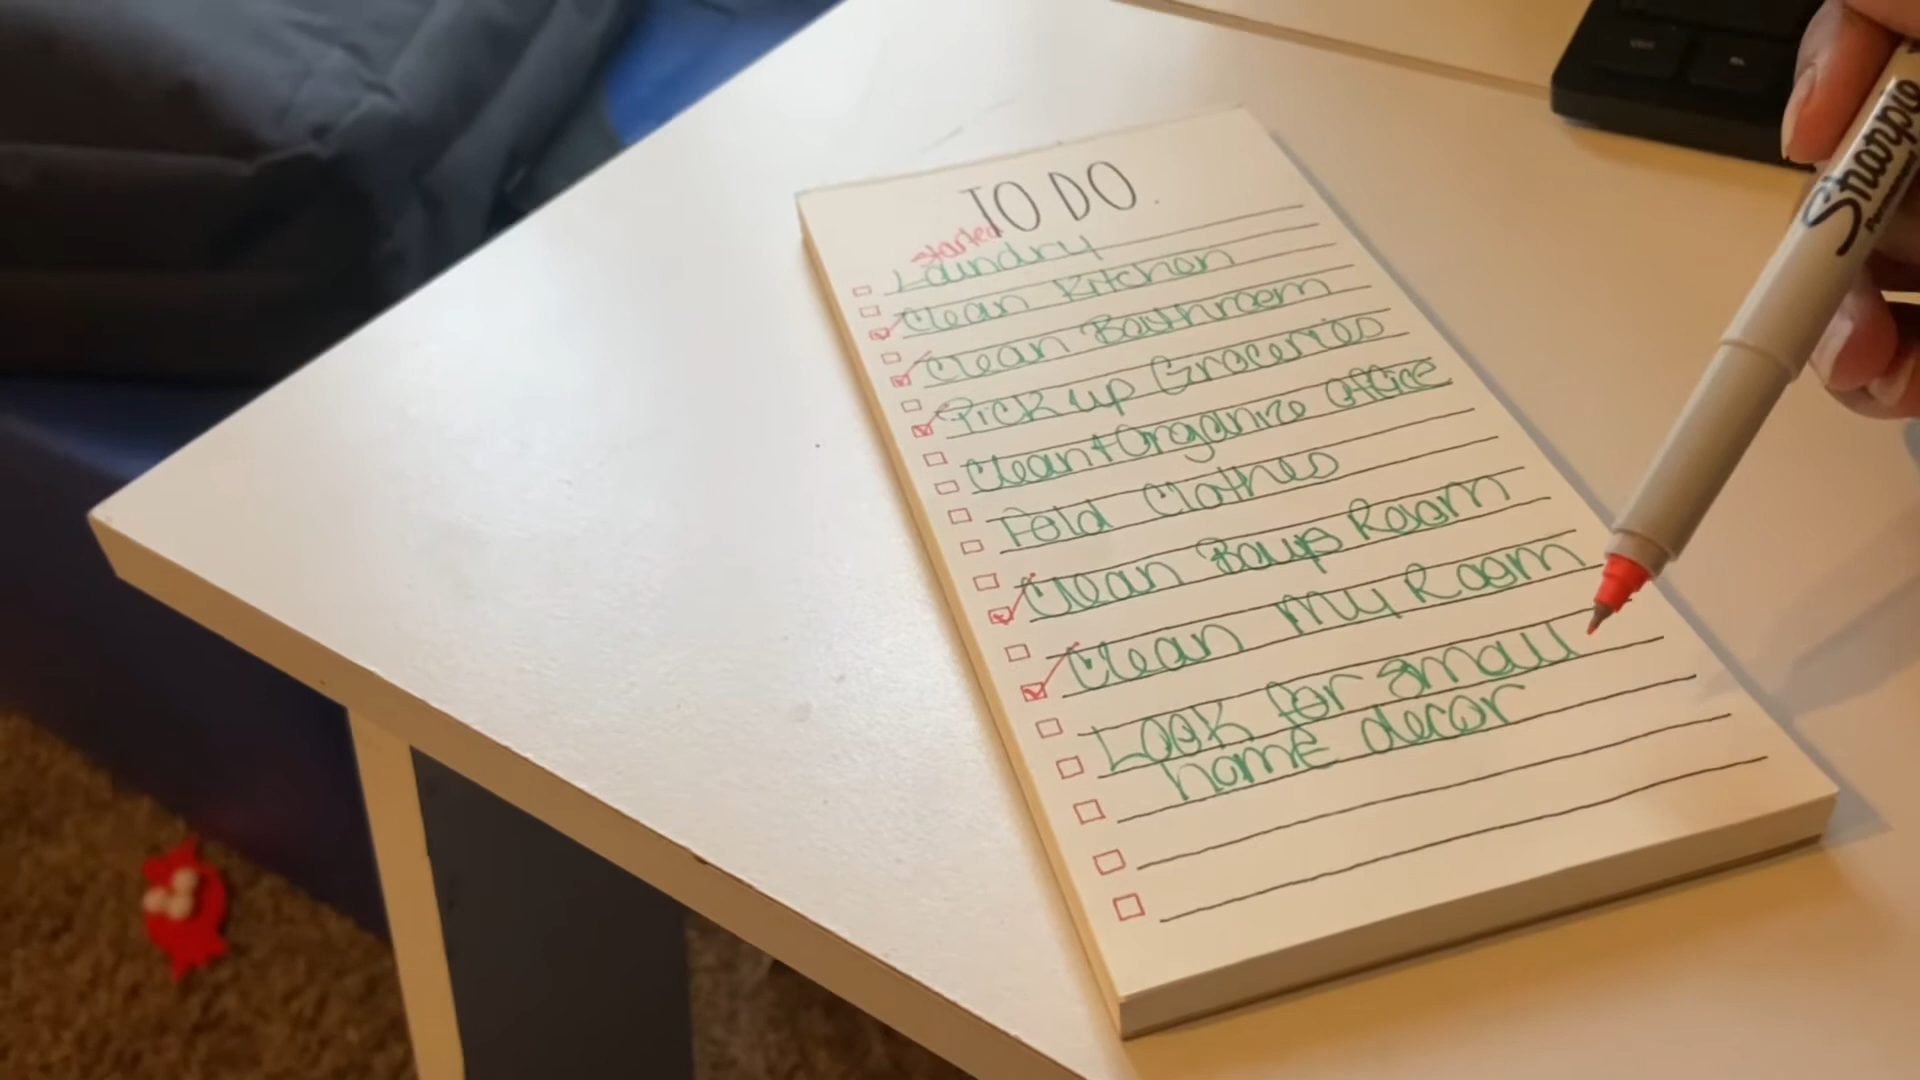 TO DO
started
Laundry
Clean Kitchen
Clean Bathroom
Pick up Groceries
Clean + Organize Office
Fold Clothes
Clean Boys Room
Clean My Room
Look for small
home decor
Sharpie